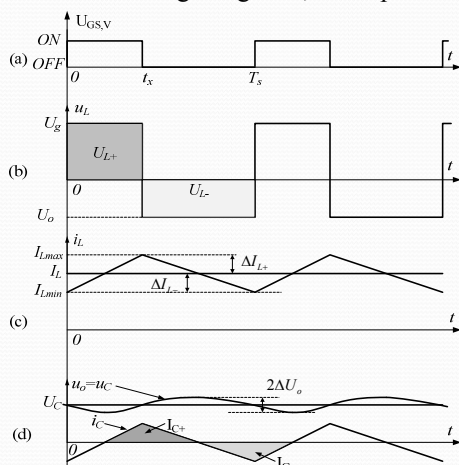 U_GS,V
ON
(a)
OFF
0 t_x T_s t
u_L
U_g
U_L+
(b)
0 U_L- t
U_o
i_L
I_Lmax
ΔI_L+
I_L
ΔI_L-
I_Lmin
(c)
t
0
u_o=u_C
2ΔU_o
U_C
i_C I_C+
(d)
0 t